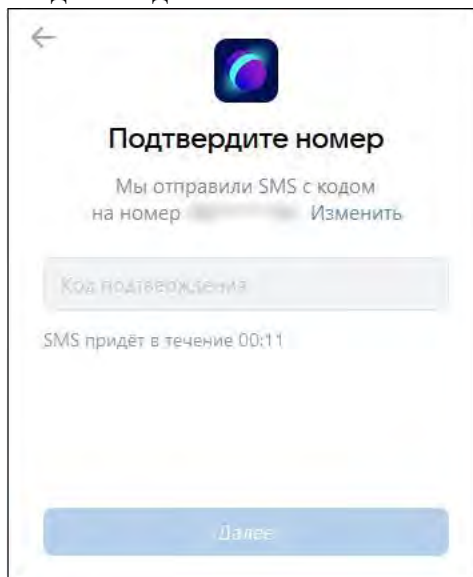 Подтвердите номер
Мы отправили SMS с кодом
на номер Изменить
Код подтверждения
SMS придёт в течение 00:11
Далее